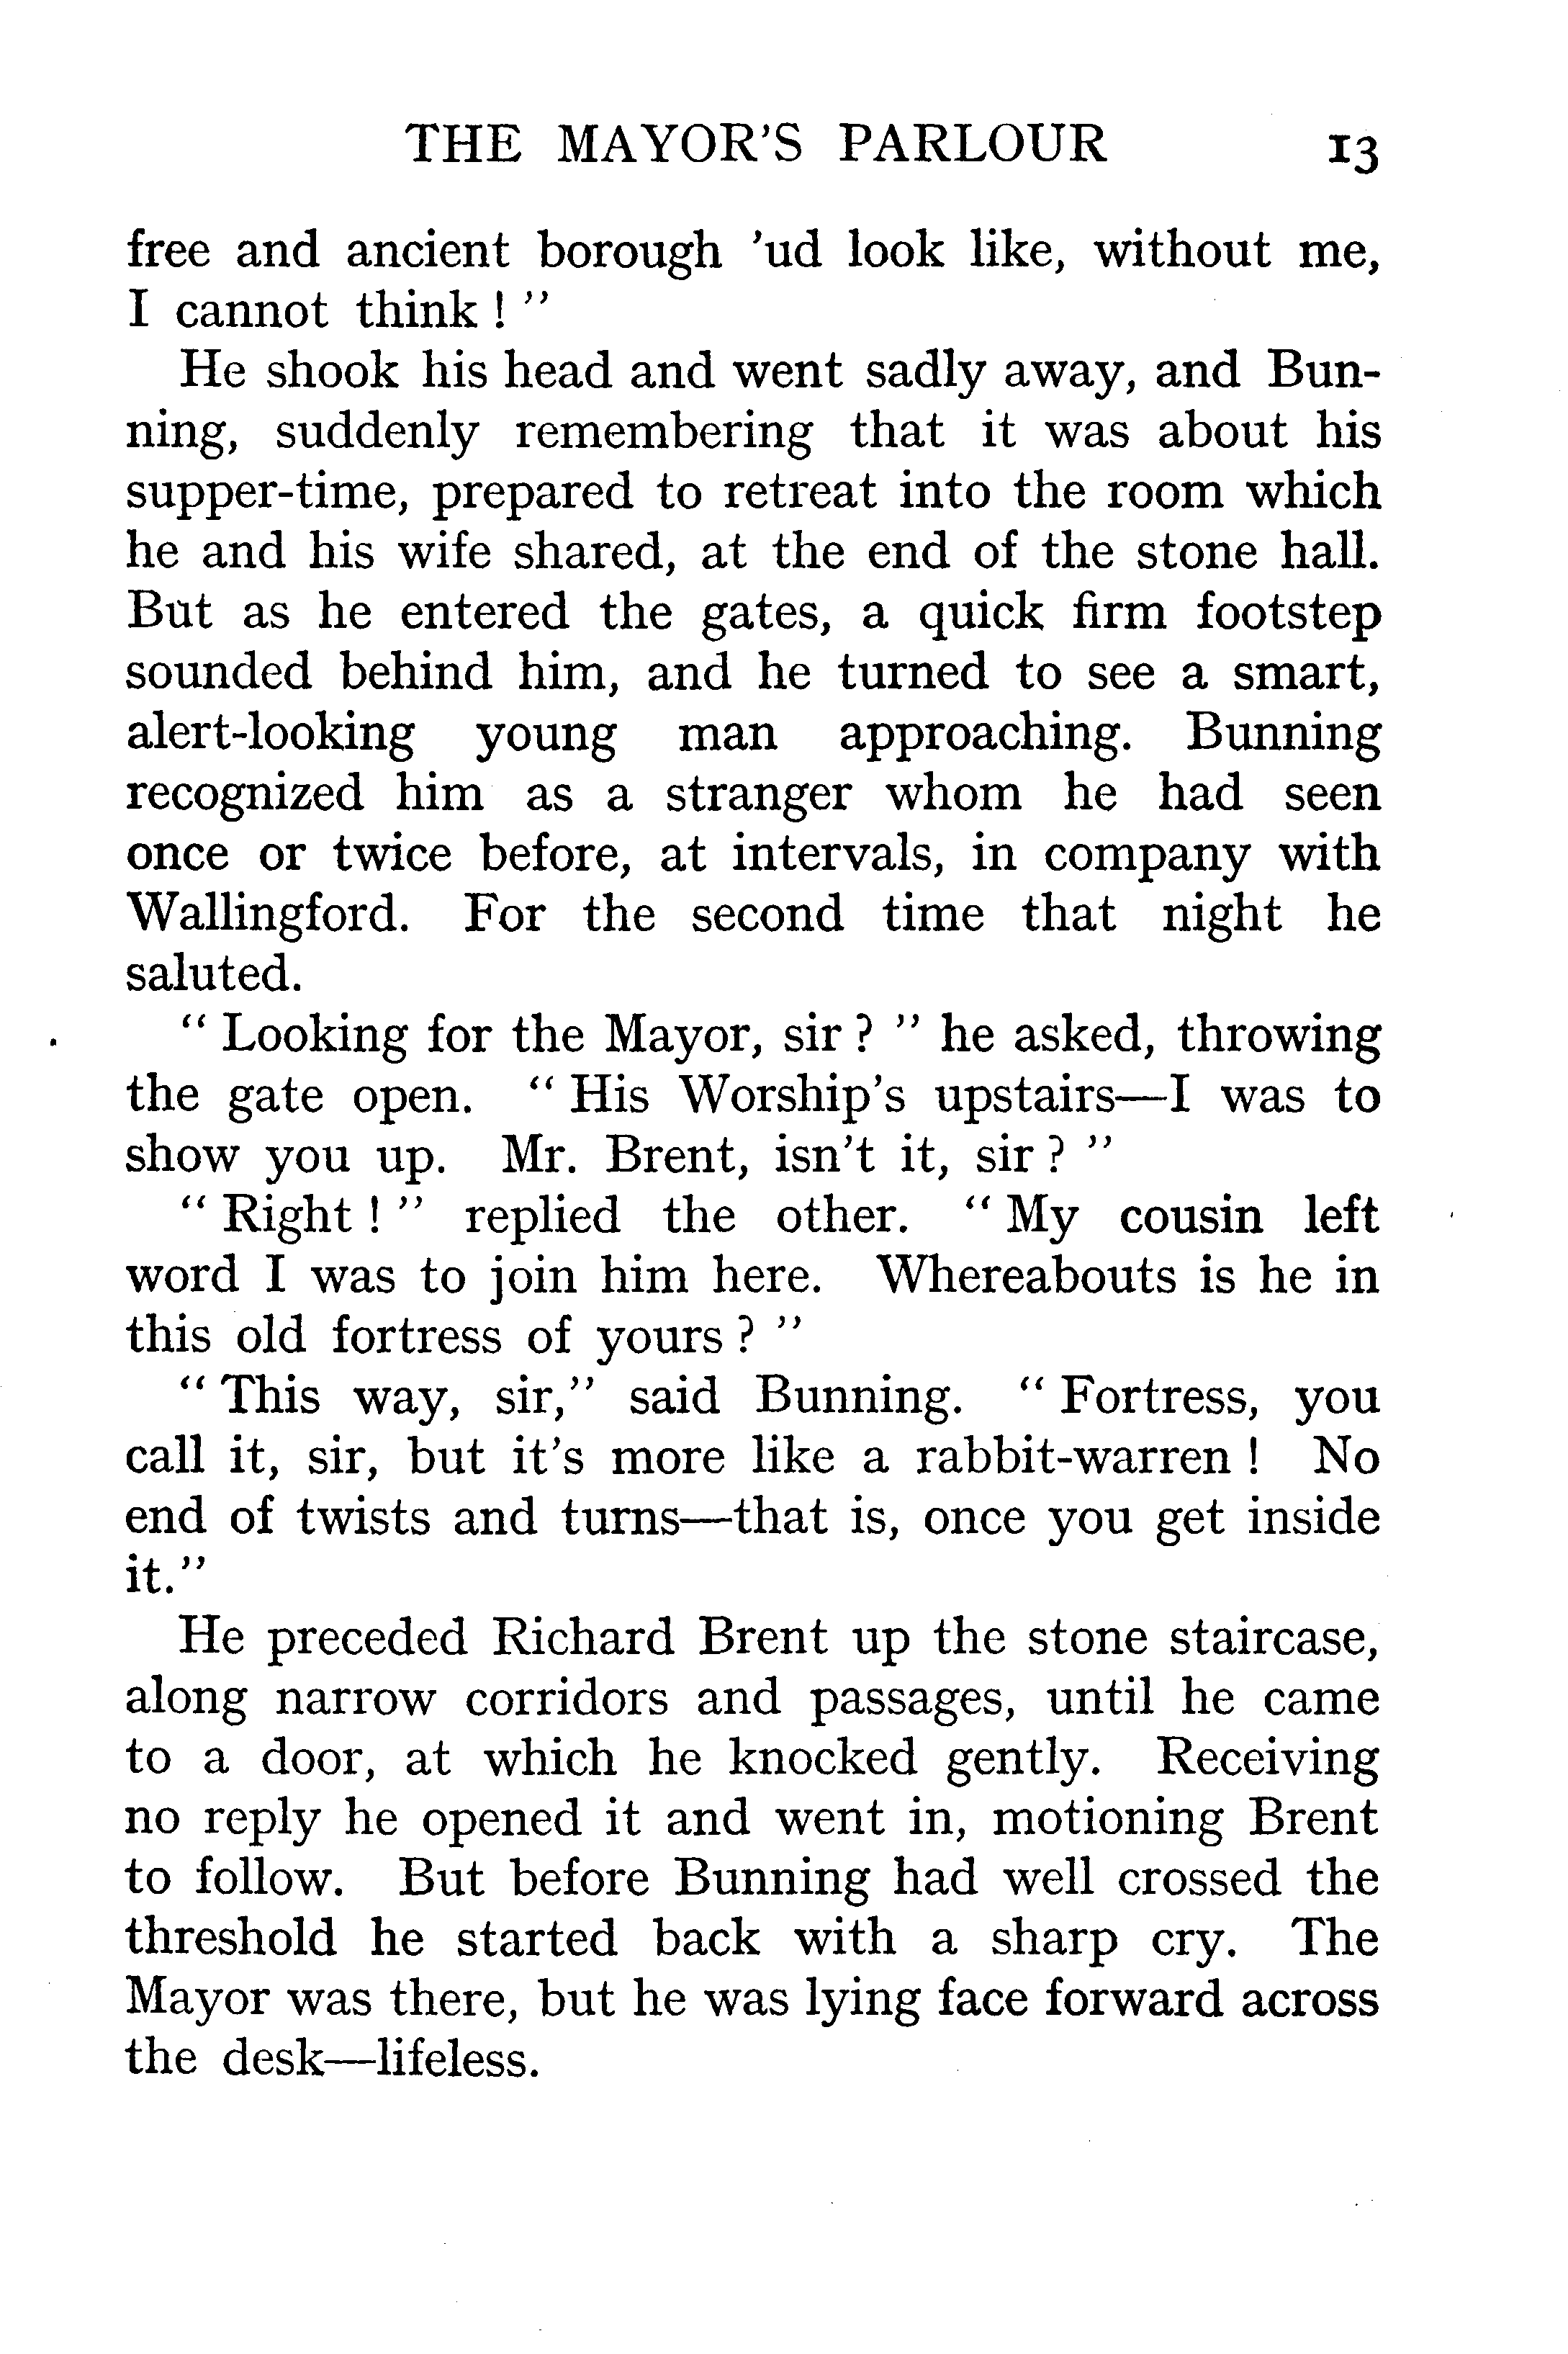 THE MAYOR'S PARLOUR 13
free and ancient borough 'ud look like, without me,
I cannot think ! "
He shook his head and went sadly away, and Bun-
ning, suddenly remembering that it was about his
supper-time, prepared to retreat into the room which
he and his wife shared, at the end of the stone hall.
But as he entered the gates, a quick firm footstep
sounded behind him, and he turned to see a smart,
alert-looking young man approaching. Bunning
recognized him as a stranger whom he had seen
once or twice before, at intervals, in company with
Wallingford. For the second time that night he
saluted.
" Looking for the Mayor, sir ? " he asked, throwing
the gate open. " His Worship's upstairs—I was to
show you up. Mr. Brent, isn't it, sir ? "
" Right ! " replied the other. " My cousin left
word I was to join him here. Whereabouts is he in
this old fortress of yours ? "
" This way, sir," said Bunning. " Fortress, you
call it, sir, but it's more like a rabbit-warren ! No
end of twists and turns—that is, once you get inside
it."
He preceded Richard Brent up the stone staircase,
along narrow corridors and passages, until he came
to a door, at which he knocked gently. Receiving
no reply he opened it and went in, motioning Brent
to follow. But before Bunning had well crossed the
threshold he started back with a sharp cry. The
Mayor was there, but he was lying face forward across
the desk—lifeless.